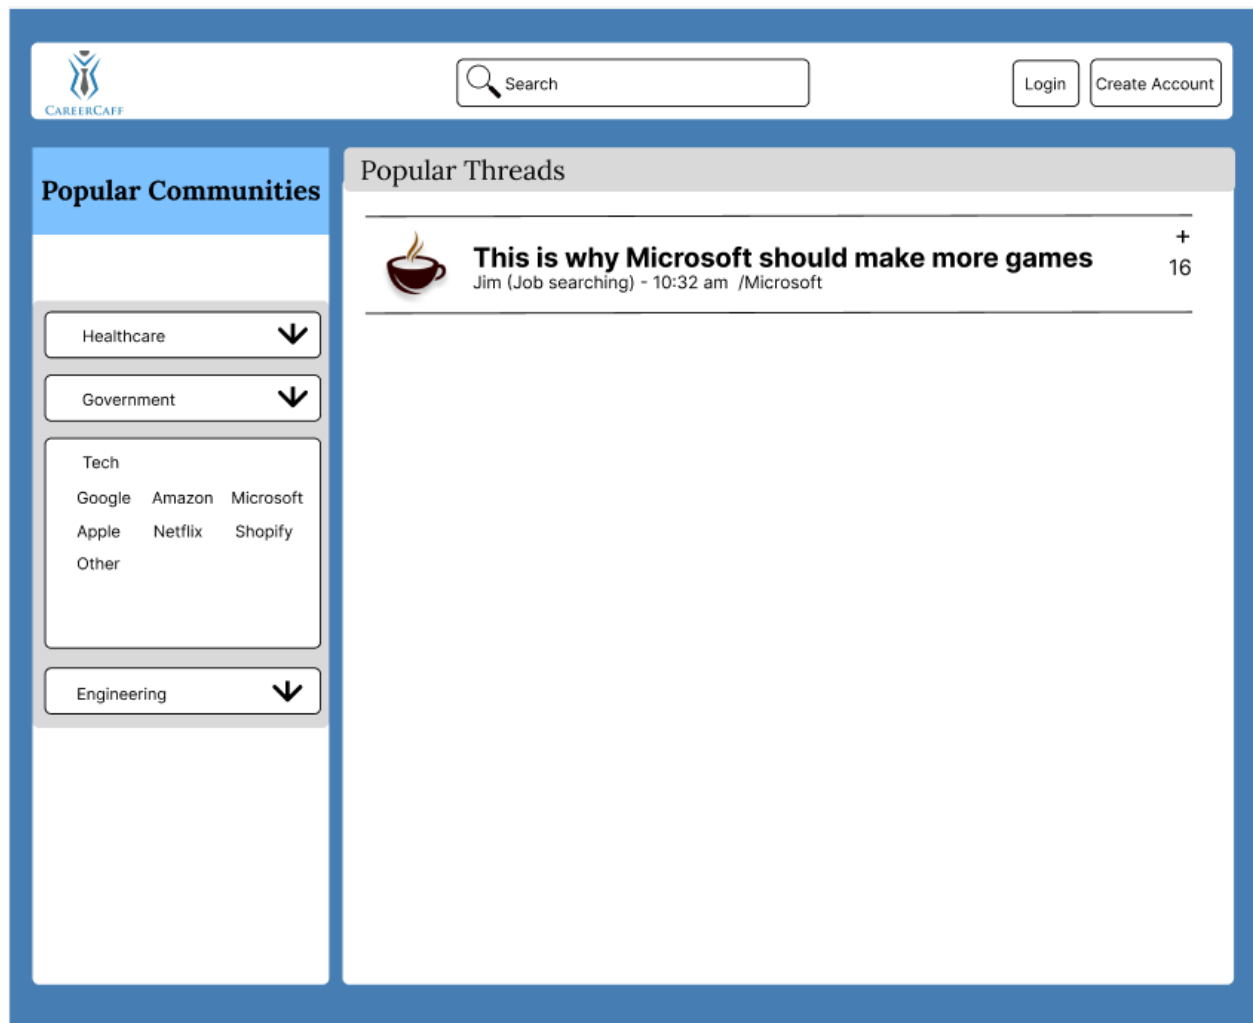 CAREERCAFF
Search
Login
Create Account
Popular Communities
Healthcare
Government
Tech
Google Amazon Microsoft
Apple Netflix Shopify
Other
Engineering
Popular Threads
This is why Microsoft should make more games
Jim (Job searching) - 10:32 am /Microsoft
+
16